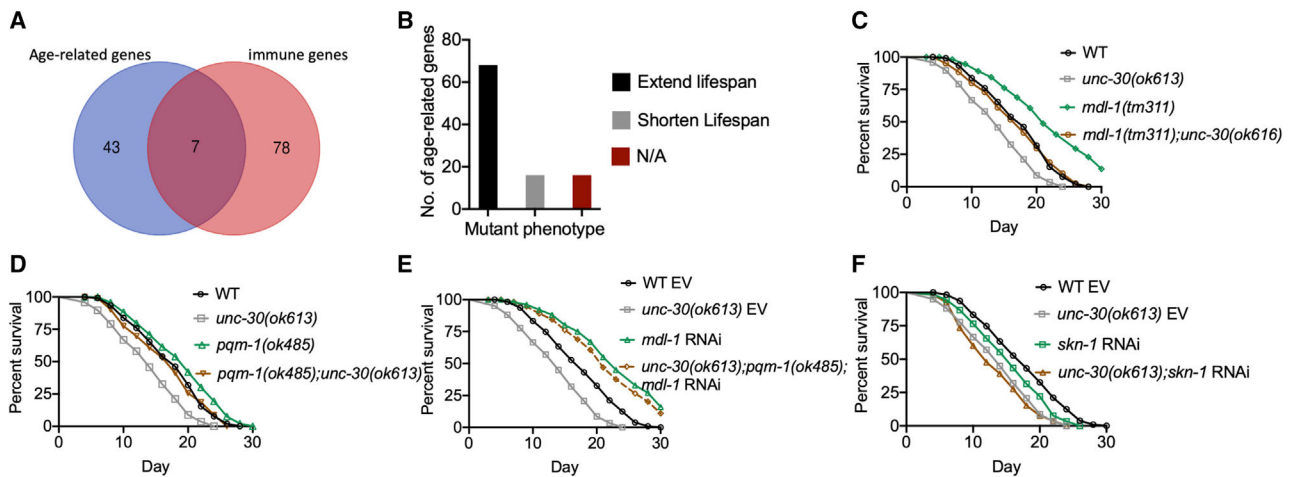 A
Age-related genes
immune genes
43
7
78
B
No. of age-related genes
80
60
40
20
0
Mutant phenotype
Extend lifespan
Shorten Lifespan
N/A
C
Percent survival
100
75
50
25
0
0
10
20
30
Day
WT
unc-30(ok613)
mdl-1(tm311)
mdl-1(tm311);unc-30(ok616)
D
Percent survival
100
75
50
25
0
0
10
20
30
Day
WT
unc-30(ok613)
pqm-1(ok485)
pqm-1(ok485);unc-30(ok613)
E
Percent survival
100
75
50
25
0
0
10
20
30
Day
WT EV
unc-30(ok613) EV
mdl-1 RNAi
unc-30(ok613);pqm-1(ok485);
mdl-1 RNAi
F
Percent survival
100
75
50
25
0
0
10
20
30
Day
WT EV
unc-30(ok613) EV
skn-1 RNAi
unc-30(ok613);skn-1 RNAi